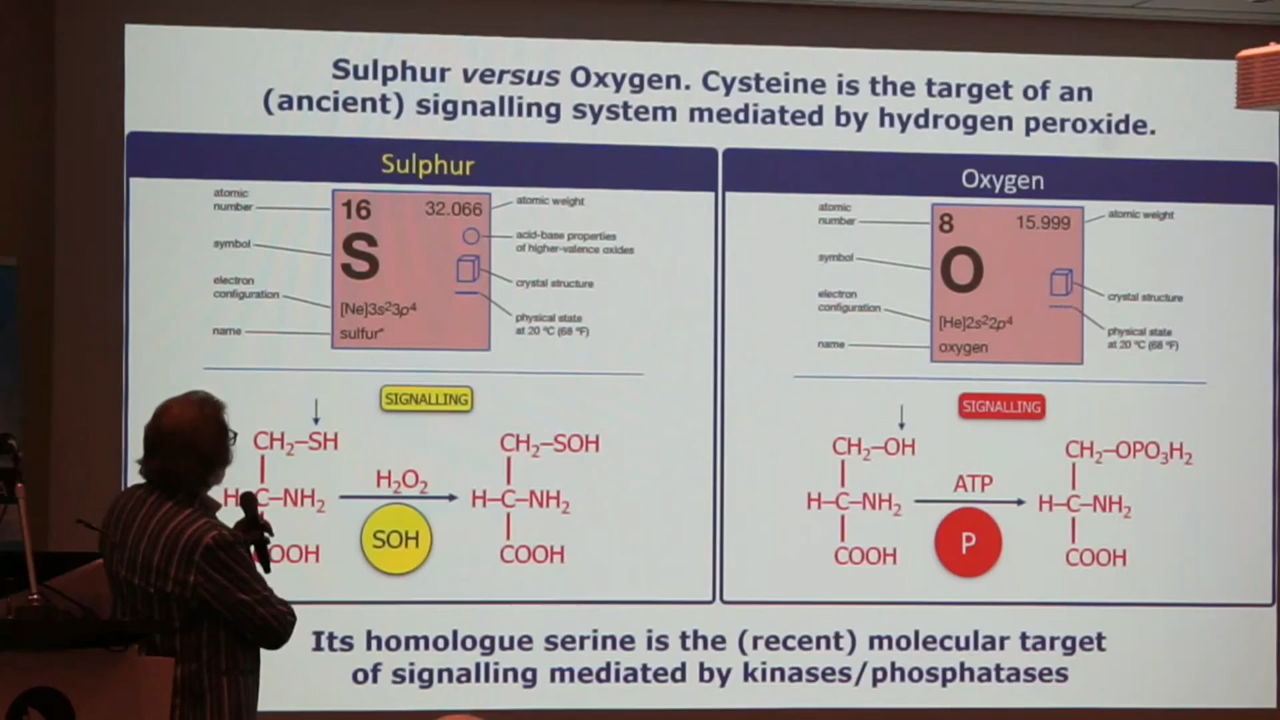 Sulphur versus Oxygen. Cysteine is the target of an
(ancient) signalling system mediated by hydrogen peroxide.
Sulphur
atomic
number
16
32.066
atomic weight
symbol
S
acid-base properties
of higher-valence oxides
crystal structure
electron
configuration
[Ne]3s²3p⁴
physical state
at 20 °C (68 °F)
name
sulfur*
SIGNALLING
CH₂–SH
H–C–NH₂
COOH
H₂O₂
SOH
CH₂–SOH
H–C–NH₂
COOH
Oxygen
atomic
number
8
15.999
atomic weight
symbol
O
crystal structure
electron
configuration
[He]2s²2p⁴
physical state
at 20 °C (68 °F)
name
oxygen
SIGNALLING
CH₂–OH
H–C–NH₂
COOH
ATP
P
CH₂–OPO₃H₂
H–C–NH₂
COOH
Its homologue serine is the (recent) molecular target
of signalling mediated by kinases/phosphatases